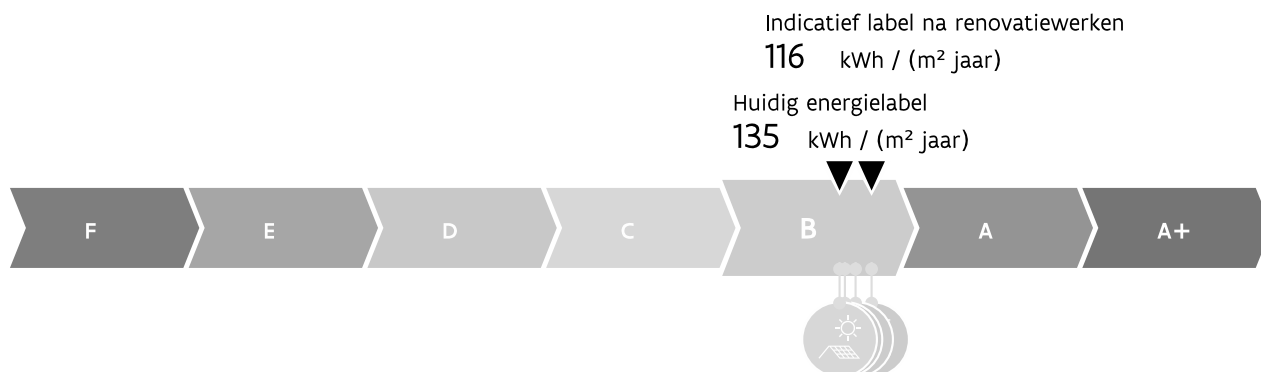 Indicatief label na renovatiewerken
116 kWh / (m² jaar)
Huidig energielabel
135 kWh / (m² jaar)
F E D C B A A+